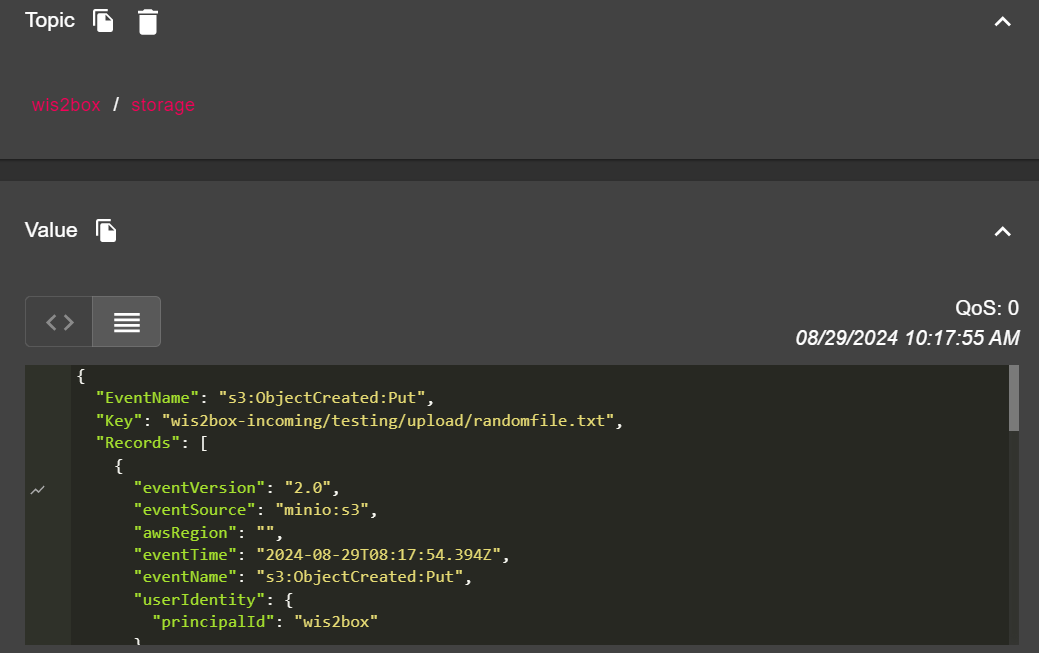 Topic
wis2box / storage
Value
QoS: 0
08/29/2024 10:17:55 AM
{
"EventName": "s3:ObjectCreated:Put",
"Key": "wis2box-incoming/testing/upload/randomfile.txt",
"Records": [
{
"eventVersion": "2.0",
"eventSource": "minio:s3",
"awsRegion": "",
"eventTime": "2024-08-29T08:17:54.394Z",
"eventName": "s3:ObjectCreated:Put",
"userIdentity": {
"principalId": "wis2box"
}